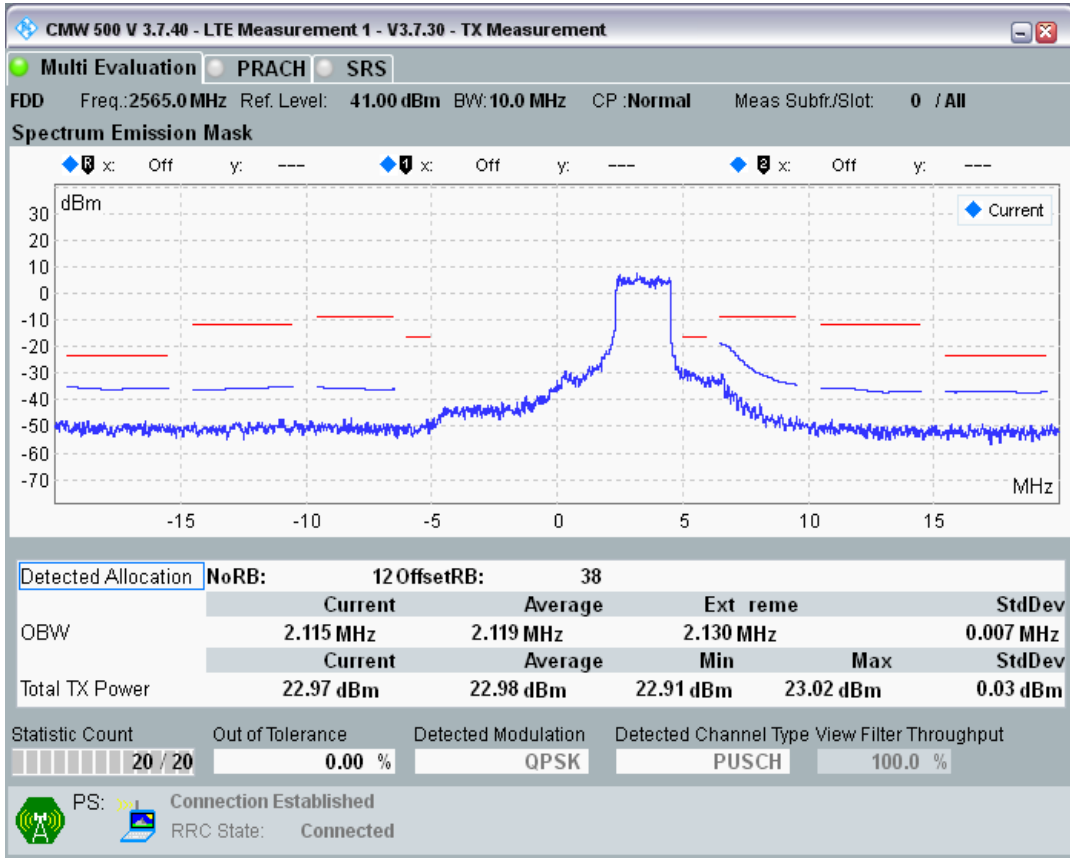 CMW 500 V 3.7.40 - LTE Measurement 1 - V3.7.30 - TX Measurement
Multi Evaluation PRACH SRS
FDD Freq.:2565.0 MHz Ref. Level: 41.00 dBm BW: 10.0 MHz CP :Normal Meas Subfr./Slot: 0 / All
Spectrum Emission Mask
R x: Off y: --- 1 x: Off y: --- 2 x: Off y: ---
dBm
Current
30
20
10
0
-10
-20
-30
-40
-50
-60
-70
MHz
-15 -10 -5 0 5 10 15
Detected Allocation NoRB: 12 OffsetRB: 38
Current Average Ext reme StdDev
OBW 2.115 MHz 2.119 MHz 2.130 MHz 0.007 MHz
Current Average Min Max StdDev
Total TX Power 22.97 dBm 22.98 dBm 22.91 dBm 23.02 dBm 0.03 dBm
Statistic Count Out of Tolerance Detected Modulation Detected Channel Type View Filter Throughput
20 / 20 0.00 % QPSK PUSCH 100.0 %
PS: Connection Established
RRC State: Connected